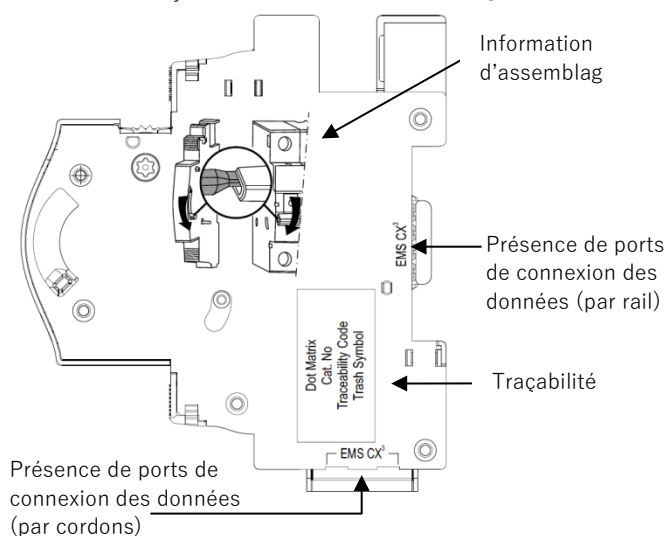 Information
d’assemblag
EMS CX³
Présence de ports
de connexion des
données (par rail)
Dot Matrix
Cat. No
Traceability Code
Trash Symbol
Traçabilité
EMS CX³
Présence de ports de
connexion des données
(par cordons)